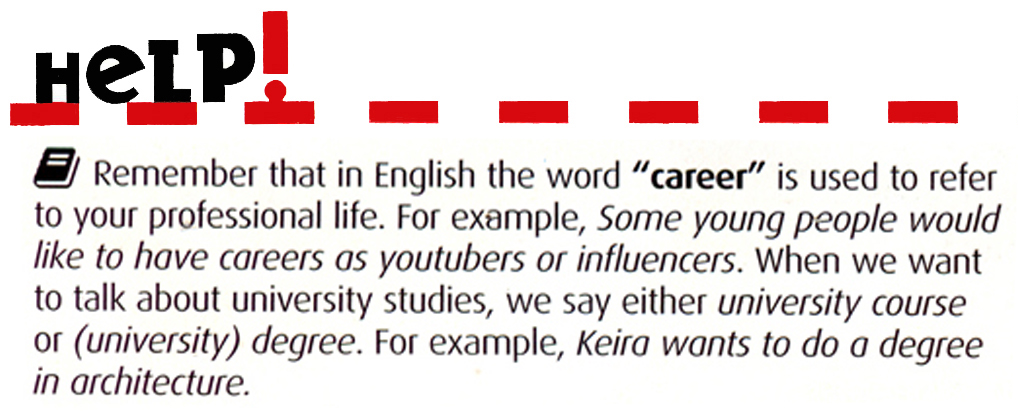 HeLP!
Remember that in English the word "career" is used to refer
to your professional life. For example, Some young people would
like to have careers as youtubers or influencers. When we want
to talk about university studies, we say either university course
or (university) degree. For example, Keira wants to do a degree
in architecture.